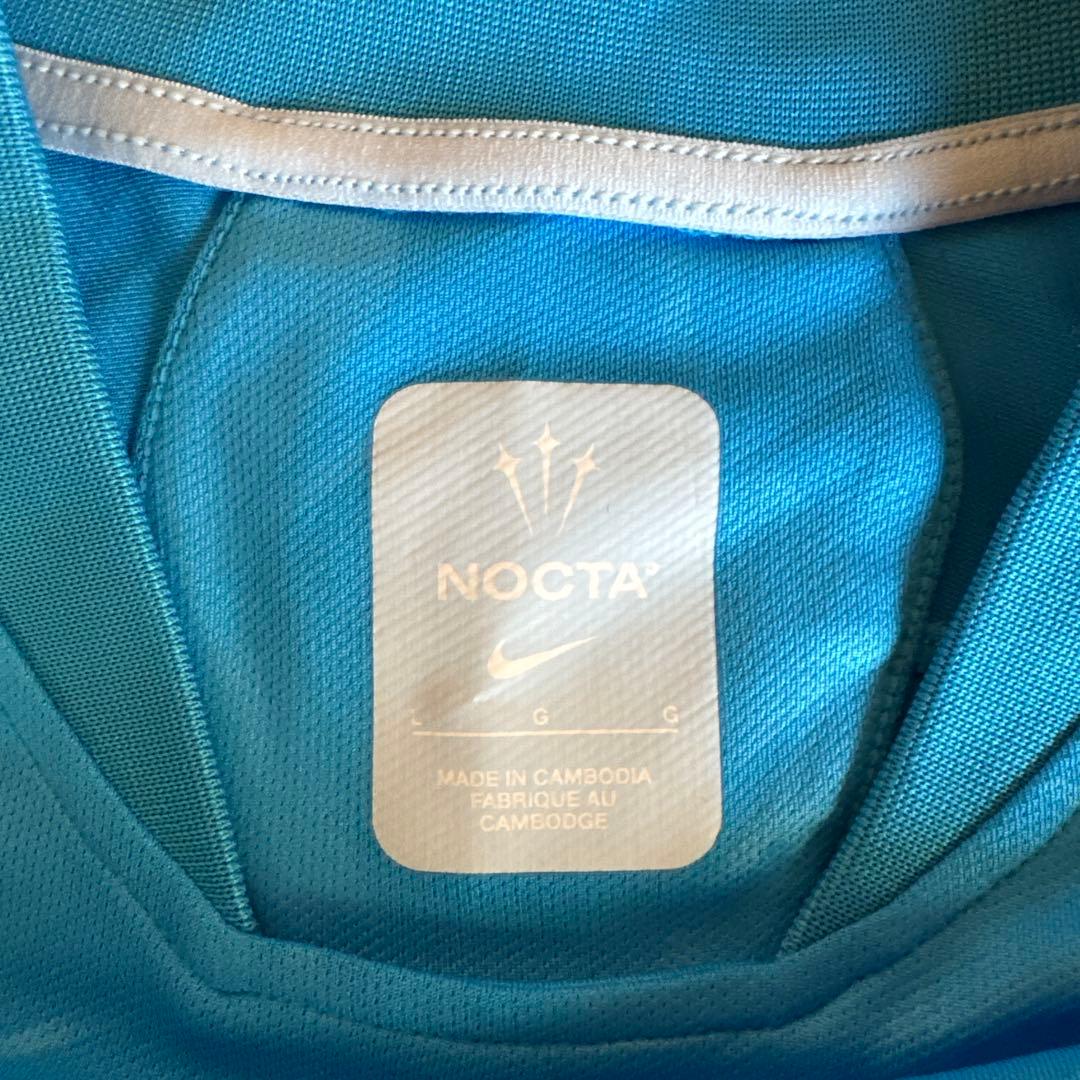 NOCTA
L G G
MADE IN CAMBODIA
FABRIQUE AU
CAMBODGE